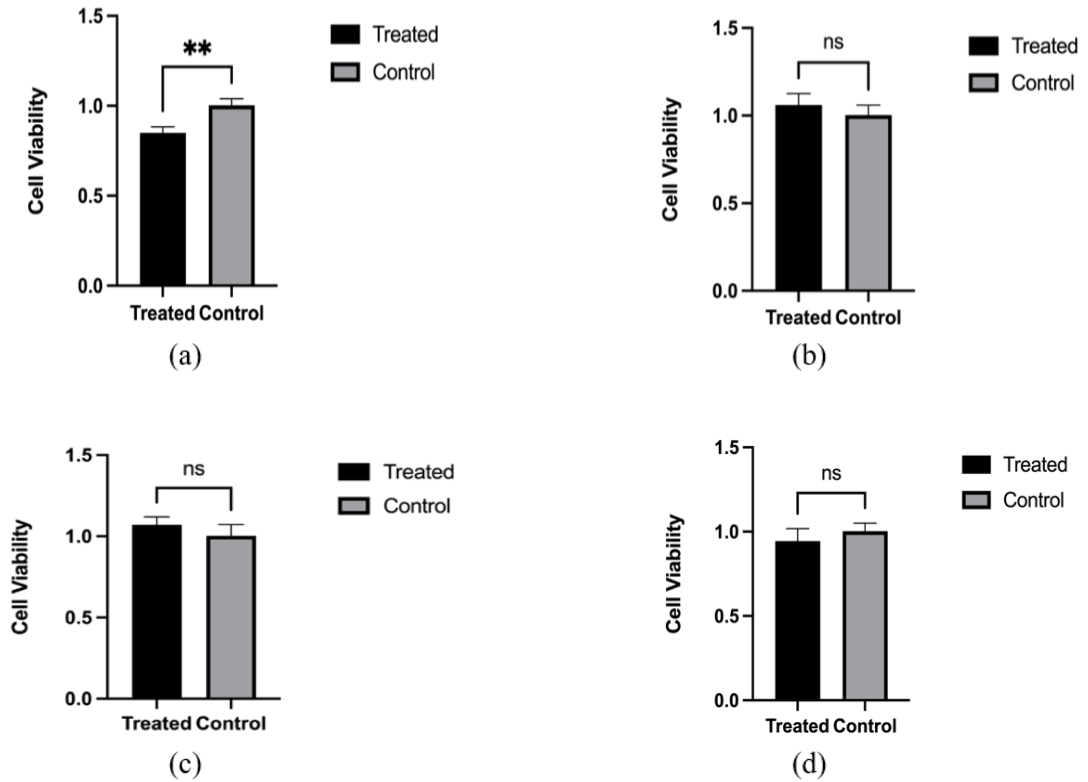 1.5
**
Treated
Control
1.0
Cell Viability
0.5
0.0
Treated Control
(a)
1.5
ns
Treated
Control
1.0
Cell Viability
0.5
0.0
Treated Control
(b)
1.5
ns
Treated
Control
1.0
Cell Viability
0.5
0.0
Treated Control
(c)
1.5
ns
Treated
Control
1.0
Cell Viability
0.5
0.0
Treated Control
(d)